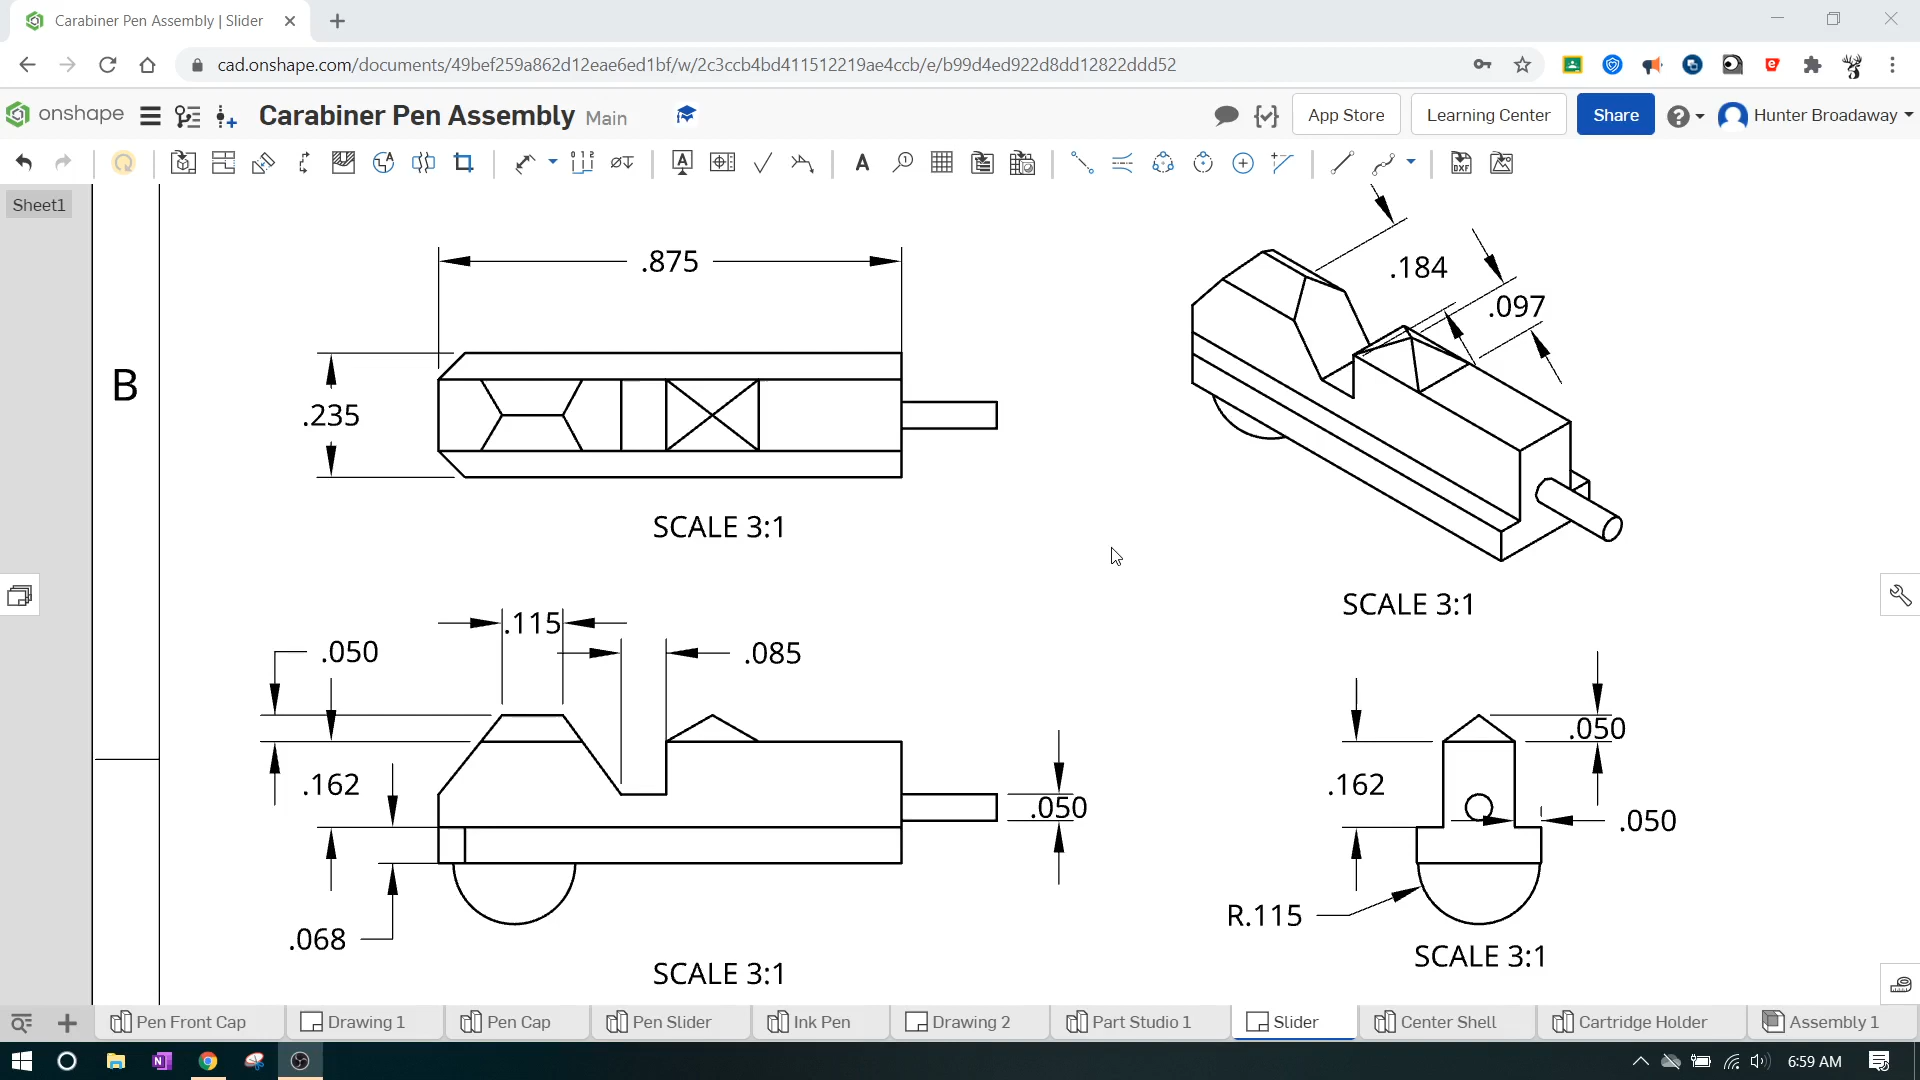 Carabiner Pen Assembly | Slider
cad.onshape.com/documents/49bef259a862d12eae6ed1bf/w/2c3ccb4bd411512219ae4ccb/e/b99d4ed922d8dd12822ddd52
onshape
Carabiner Pen Assembly Main
App Store
Learning Center
Share
Hunter Broadaway
Sheet1
B
.875
.235
SCALE 3:1
.184
.097
SCALE 3:1
.115
.050
.085
.162
.050
.068
SCALE 3:1
.050
.162
.050
R.115
SCALE 3:1
Pen Front Cap
Drawing 1
Pen Cap
Pen Slider
Ink Pen
Drawing 2
Part Studio 1
Slider
Center Shell
Cartridge Holder
Assembly 1
6:59 AM